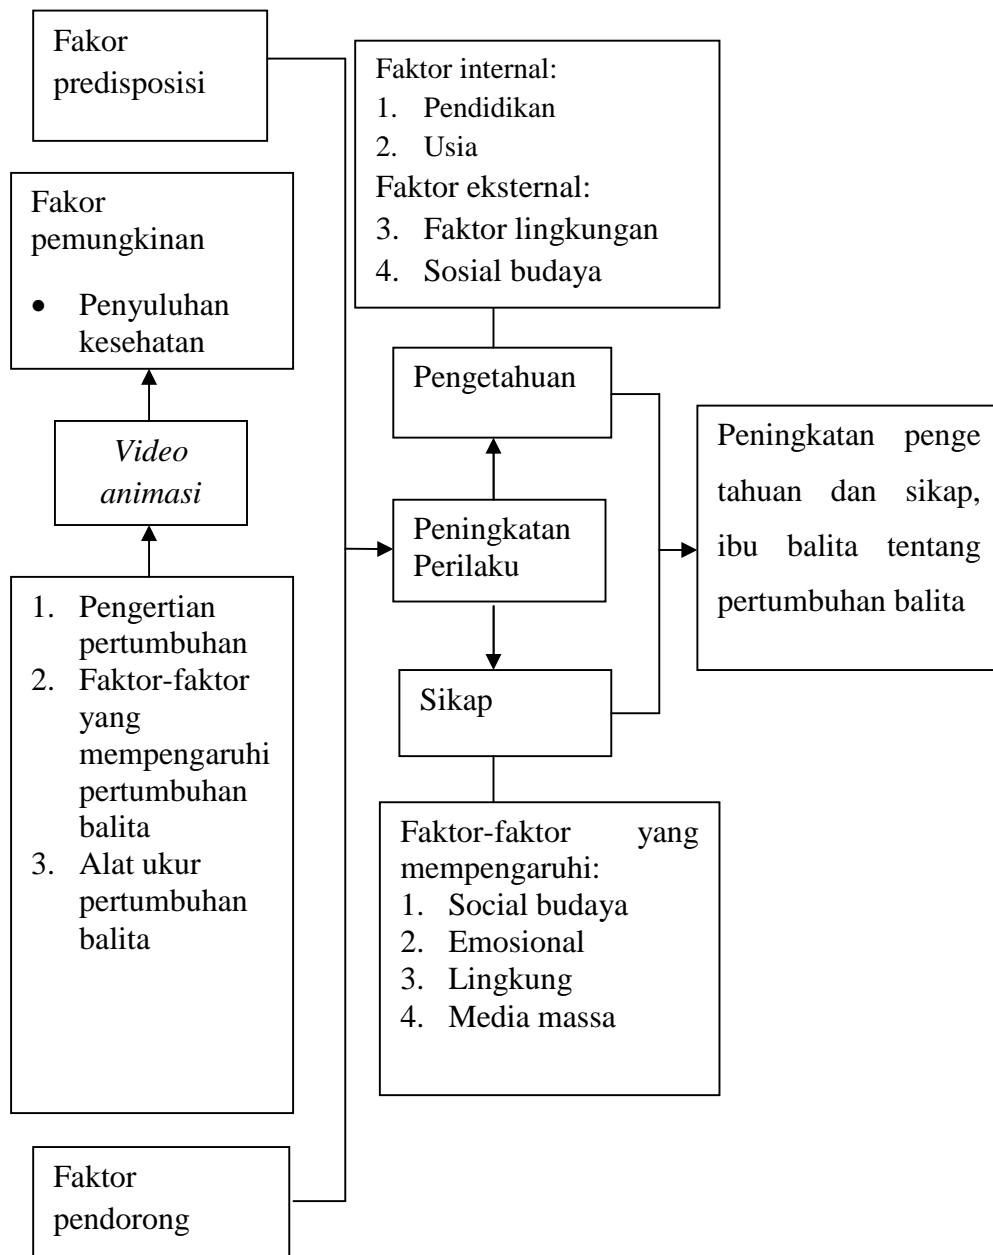 Fakor
predisposisi
Fakor
pemungkinan
• Penyuluhan
kesehatan
Video
animasi
1. Pengertian
pertumbuhan
2. Faktor-faktor
yang
mempengaruhi
pertumbuhan
balita
3. Alat ukur
pertumbuhan
balita
Faktor
pendorong
Faktor internal:
1. Pendidikan
2. Usia
Faktor eksternal:
3. Faktor lingkungan
4. Sosial budaya
Pengetahuan
Peningkatan
Perilaku
Sikap
Faktor-faktor yang
mempengaruhi:
1. Social budaya
2. Emosional
3. Lingkung
4. Media massa
Peningkatan penge
tahuan dan sikap,
ibu balita tentang
pertumbuhan balita